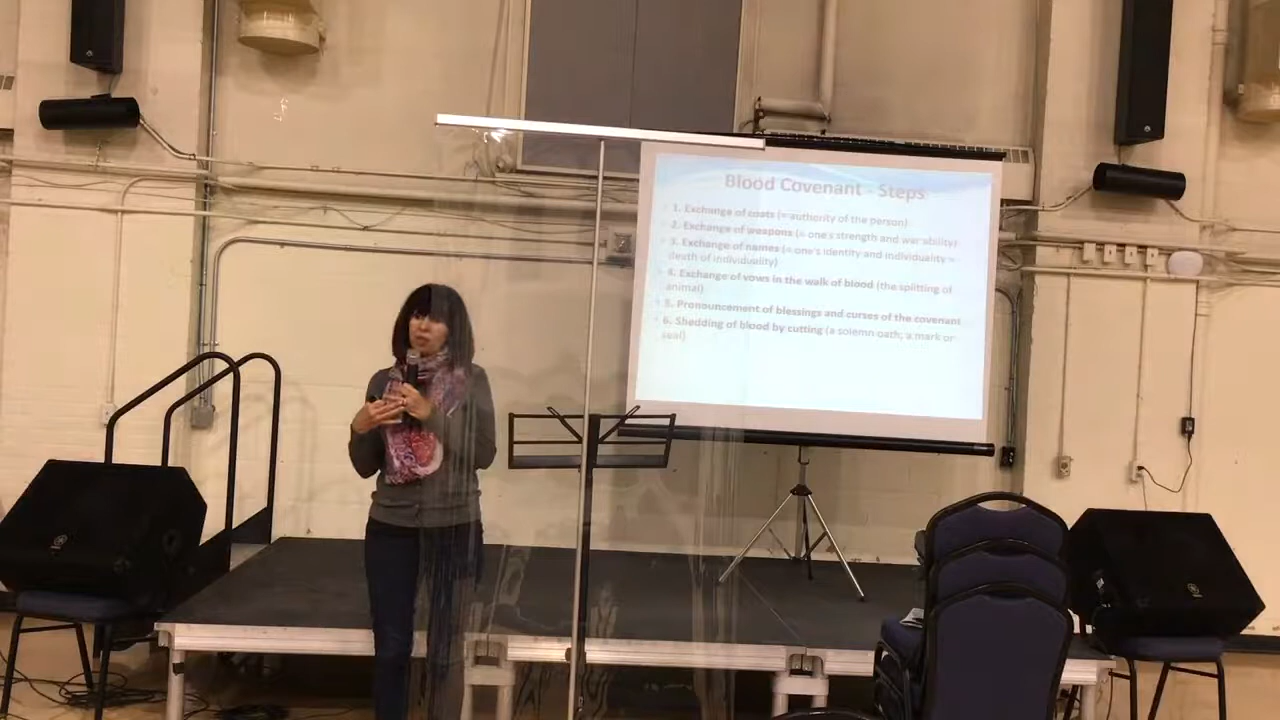 Blood Covenant - Steps
1. Exchange of coats (= authority of the person)
2. Exchange of weapons (= one's strength and war ability)
3. Exchange of names (= one's identity and individuality =
death of individuality)
4. Exchange of vows in the walk of blood (the splitting of
animal)
5. Pronouncement of blessings and curses of the covenant
6. Shedding of blood by cutting (a solemn oath; a mark or
seal)